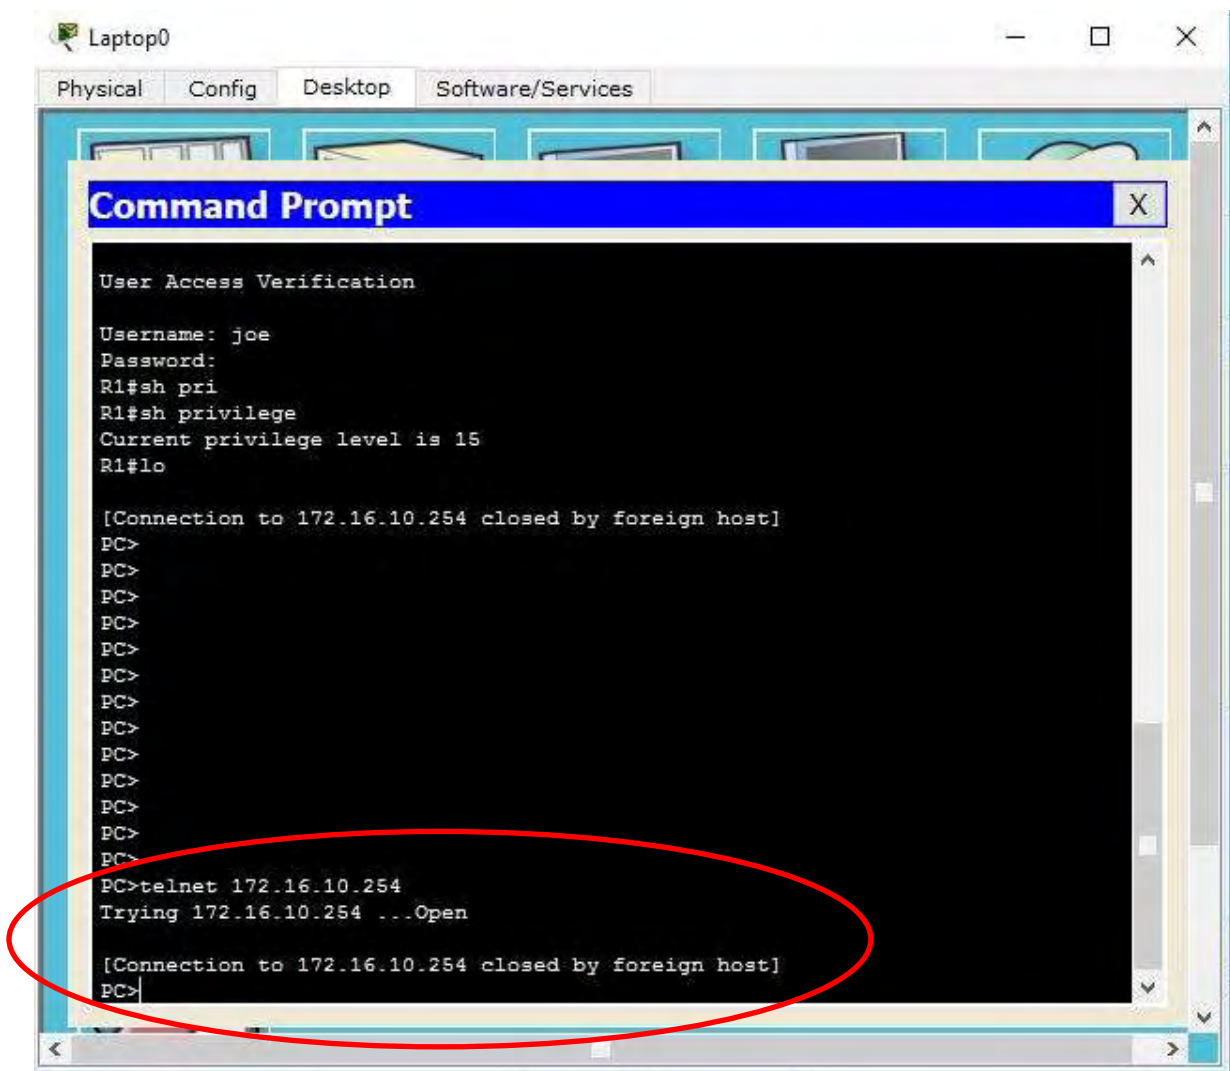 Laptop0
Physical Config Desktop Software/Services
Command Prompt X
User Access Verification
Username: joe
Password:
R1#sh pri
R1#sh privilege
Current privilege level is 15
R1#lo
[Connection to 172.16.10.254 closed by foreign host]
PC>
PC>
PC>
PC>
PC>
PC>
PC>
PC>
PC>
PC>
PC>
PC>
PC>
PC>telnet 172.16.10.254
Trying 172.16.10.254 ...Open
[Connection to 172.16.10.254 closed by foreign host]
PC>